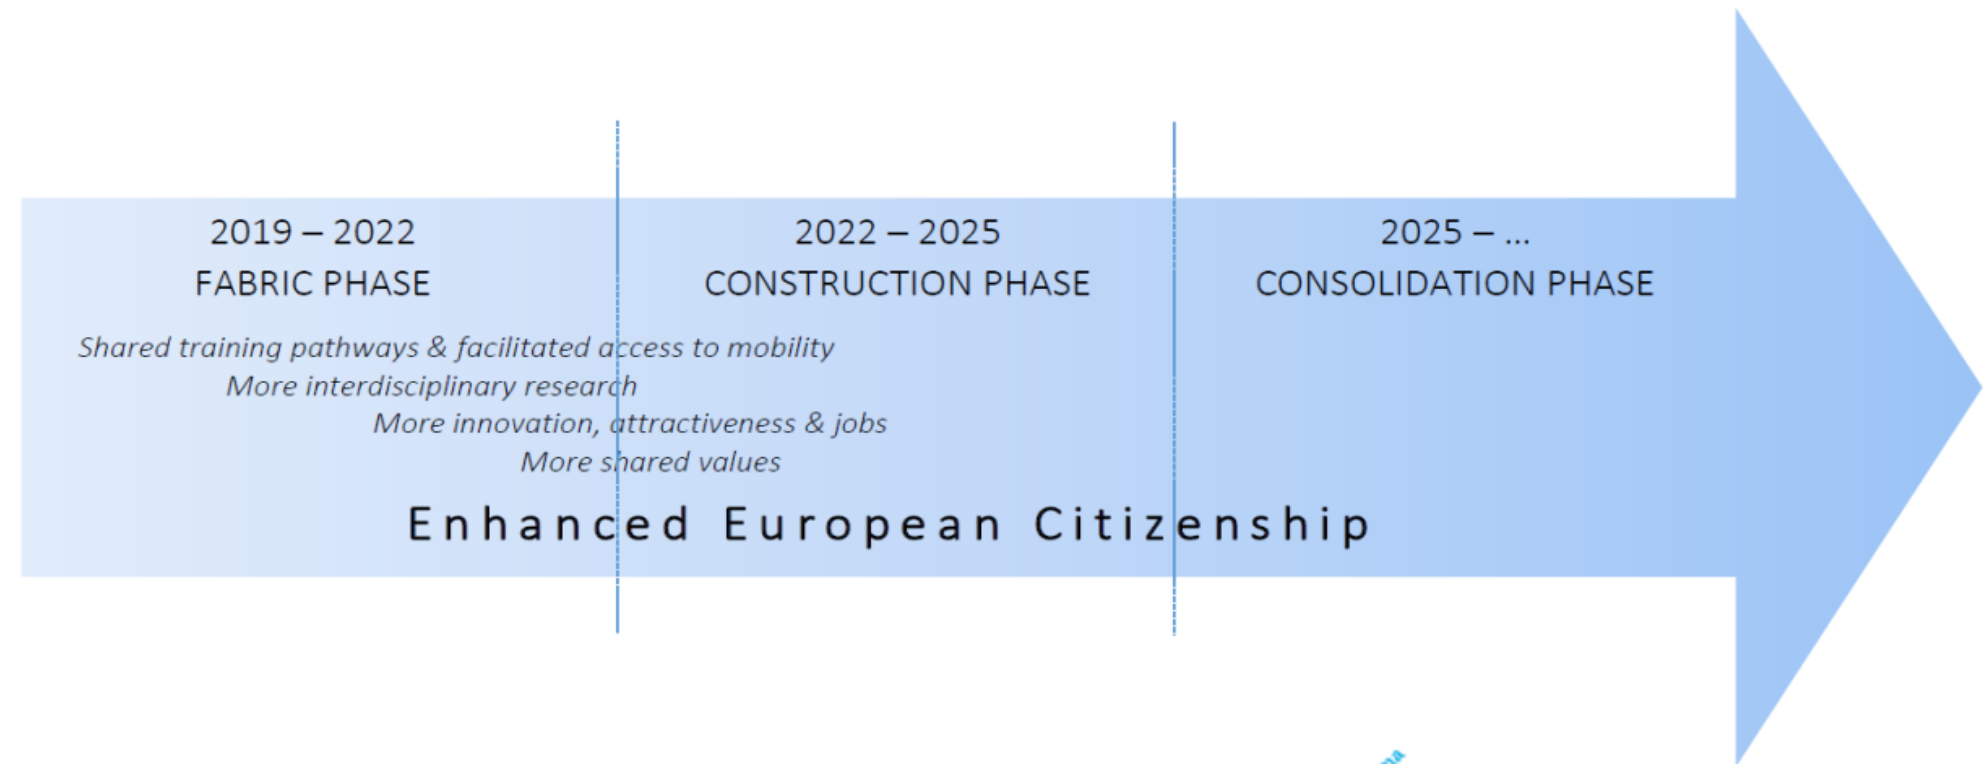 2019 – 2022
FABRIC PHASE
2022 – 2025
CONSTRUCTION PHASE
2025 – ...
CONSOLIDATION PHASE
Shared training pathways & facilitated access to mobility
More interdisciplinary research
More innovation, attractiveness & jobs
More shared values
Enhanced European Citizenship